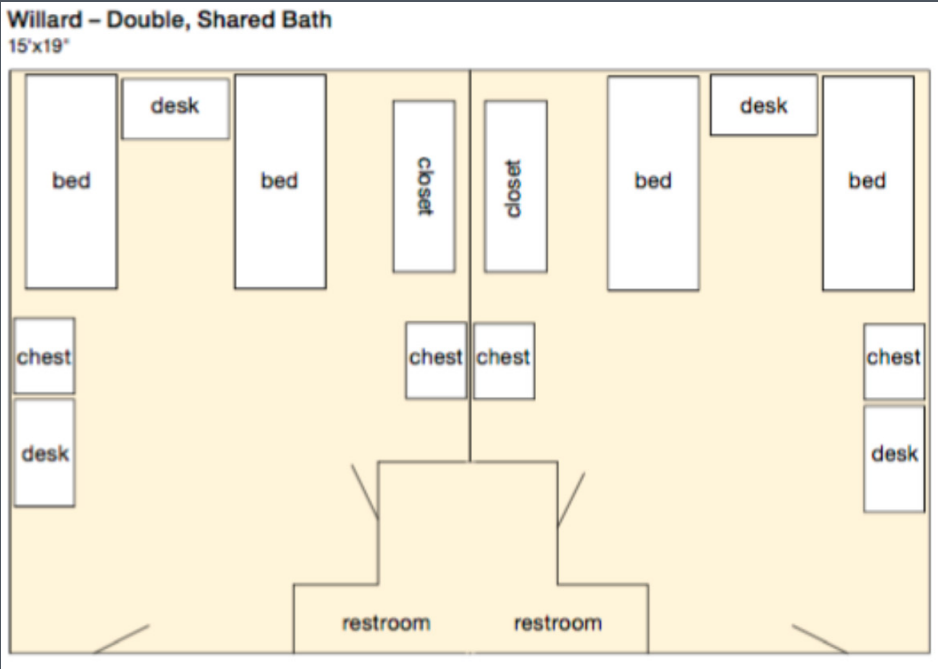 Willard – Double, Shared Bath
15'x19"
desk
desk
bed
bed
closet
closet
bed
bed
chest
chest
chest
chest
desk
desk
restroom
restroom